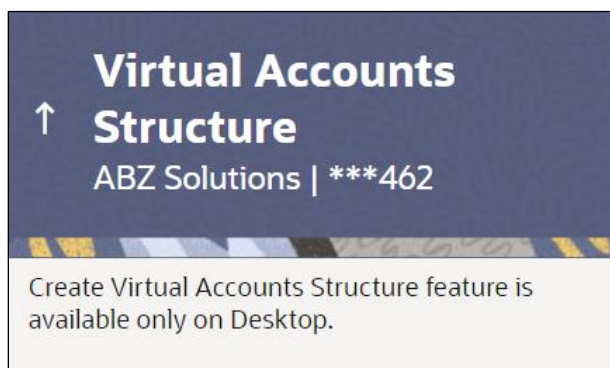 Virtual Accounts
Structure
ABZ Solutions | ***462
Create Virtual Accounts Structure feature is
available only on Desktop.